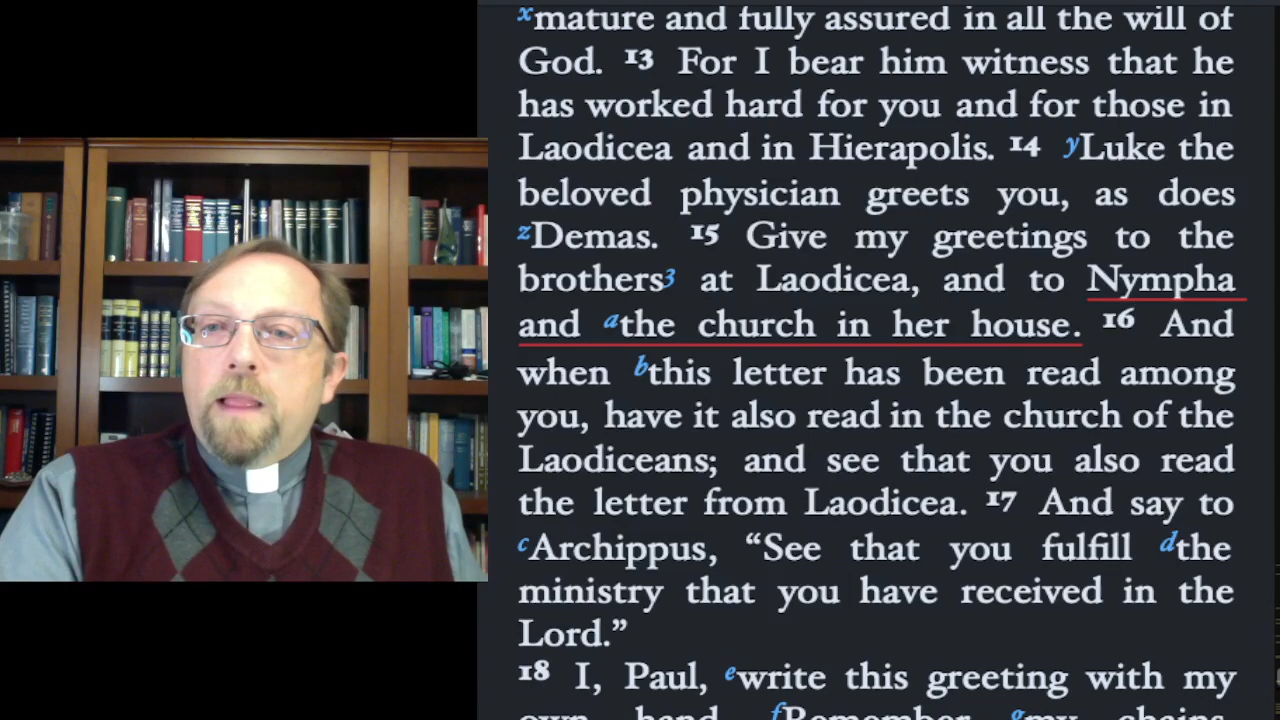 xmature and fully assured in all the will of
God. 13 For I bear him witness that he
has worked hard for you and for those in
Laodicea and in Hierapolis. 14 yLuke the
beloved physician greets you, as does
zDemas. 15 Give my greetings to the
brothers3 at Laodicea, and to Nympha
and athe church in her house. 16 And
when bthis letter has been read among
you, have it also read in the church of the
Laodiceans; and see that you also read
the letter from Laodicea. 17 And say to
cArchippus, “See that you fulfill dthe
ministry that you have received in the
Lord.”
18 I, Paul, ewrite this greeting with my
own hand. fRemember gmy chains.